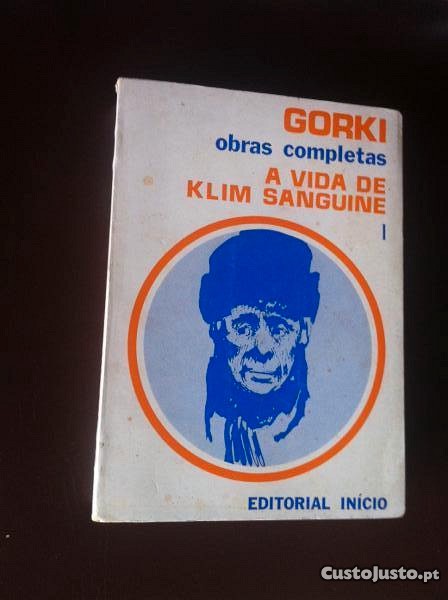 GORKI
obras completas
A VIDA DE
KLIM SANGUINE
I
EDITORIAL INÍCIO
CustoJusto.pt